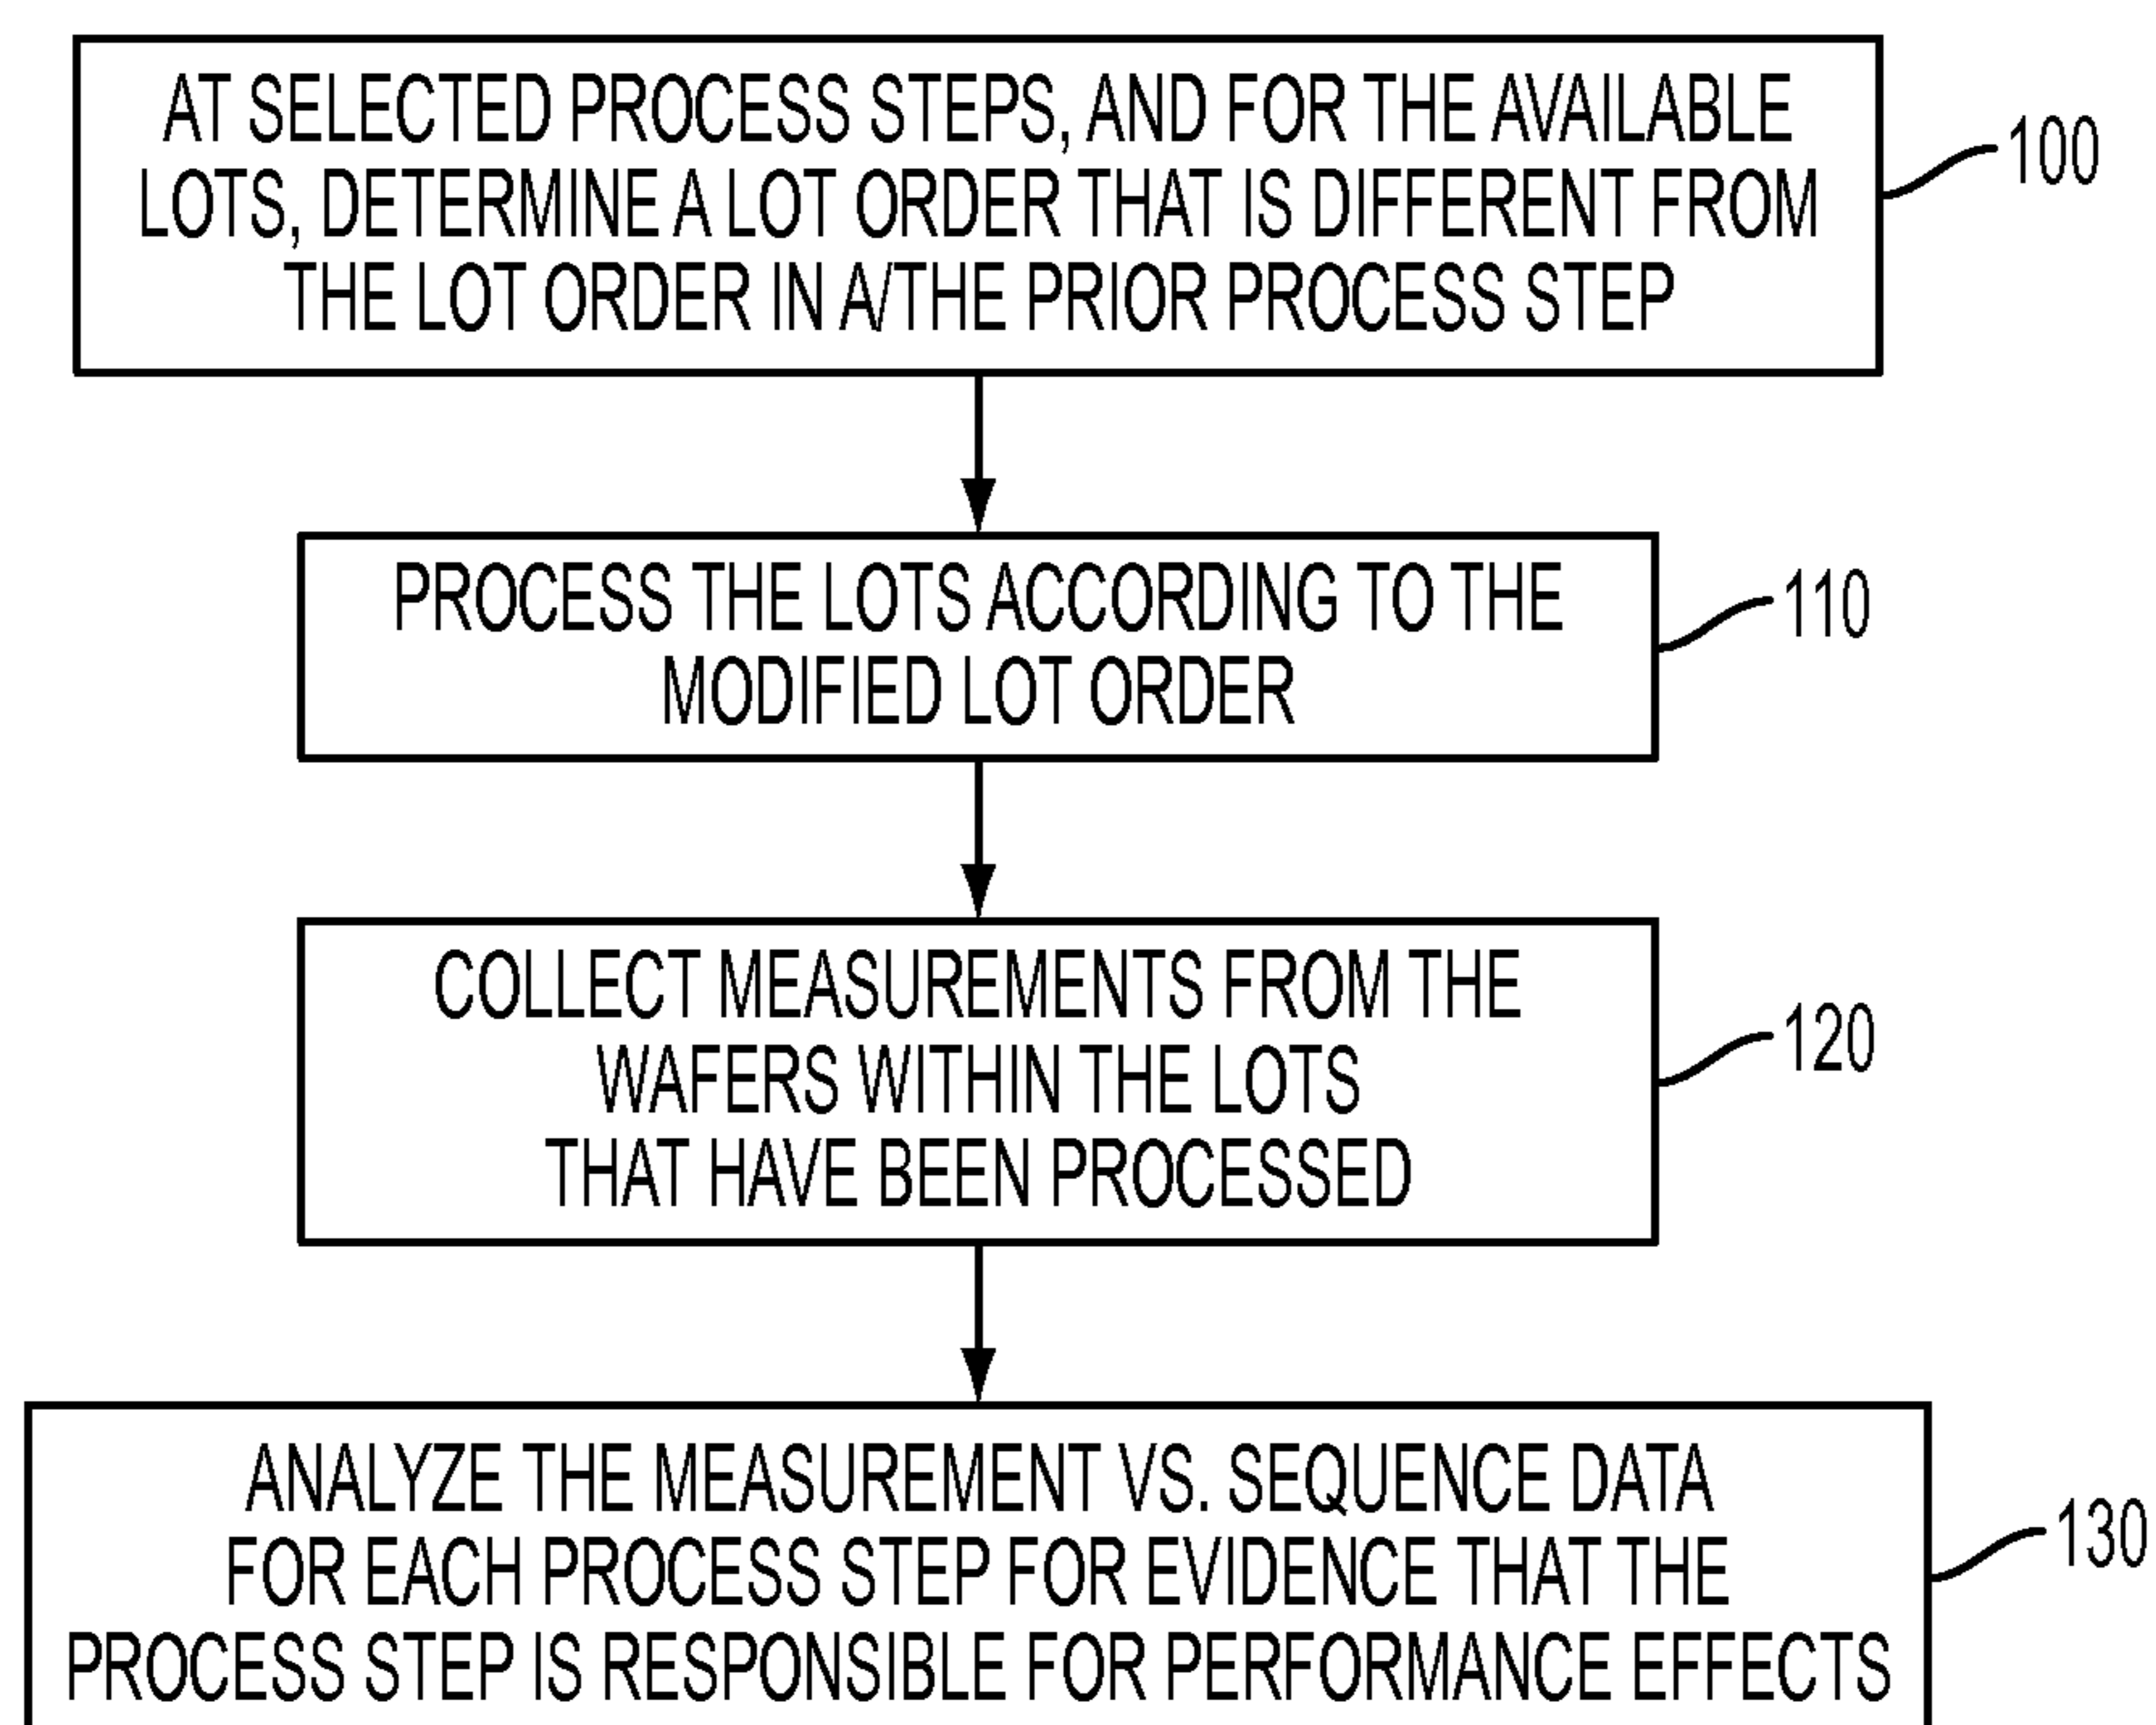 AT SELECTED PROCESS STEPS, AND FOR THE AVAILABLE
LOTS, DETERMINE A LOT ORDER THAT IS DIFFERENT FROM
THE LOT ORDER IN A/THE PRIOR PROCESS STEP
100
PROCESS THE LOTS ACCORDING TO THE
MODIFIED LOT ORDER
110
COLLECT MEASUREMENTS FROM THE
WAFERS WITHIN THE LOTS
THAT HAVE BEEN PROCESSED
120
ANALYZE THE MEASUREMENT VS. SEQUENCE DATA
FOR EACH PROCESS STEP FOR EVIDENCE THAT THE
PROCESS STEP IS RESPONSIBLE FOR PERFORMANCE EFFECTS
130